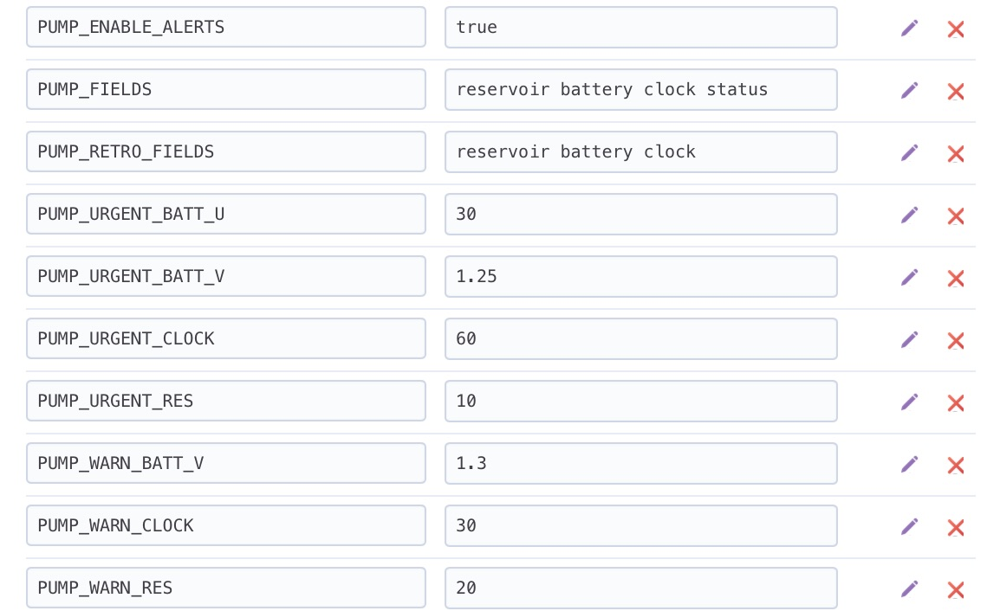 PUMP_ENABLE_ALERTS true
PUMP_FIELDS reservoir battery clock status
PUMP_RETRO_FIELDS reservoir battery clock
PUMP_URGENT_BATT_U 30
PUMP_URGENT_BATT_V 1.25
PUMP_URGENT_CLOCK 60
PUMP_URGENT_RES 10
PUMP_WARN_BATT_V 1.3
PUMP_WARN_CLOCK 30
PUMP_WARN_RES 20